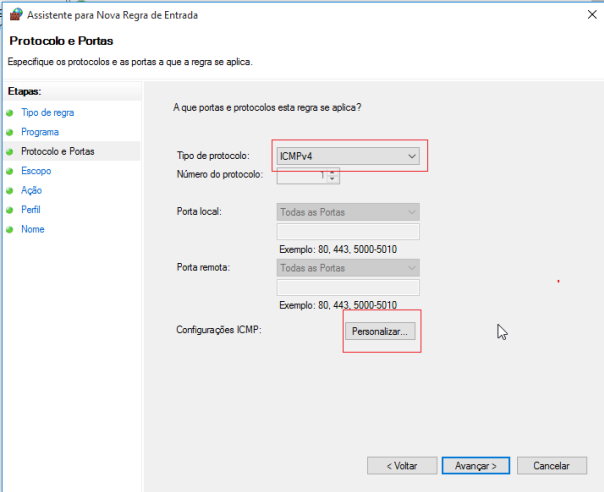 Assistente para Nova Regra de Entrada
Protocolo e Portas
Especifique os protocolos e as portas a que a regra se aplica.
Etapas:
Tipo de regra
Programa
Protocolo e Portas
Escopo
Ação
Perfil
Nome
A que portas e protocolos esta regra se aplica?
Tipo de protocolo: ICMPv4
Número do protocolo: 1
Porta local: Todas as Portas
Exemplo: 80, 443, 5000-5010
Porta remota: Todas as Portas
Exemplo: 80, 443, 5000-5010
Configurações ICMP: Personalizar...
< Voltar Avançar > Cancelar